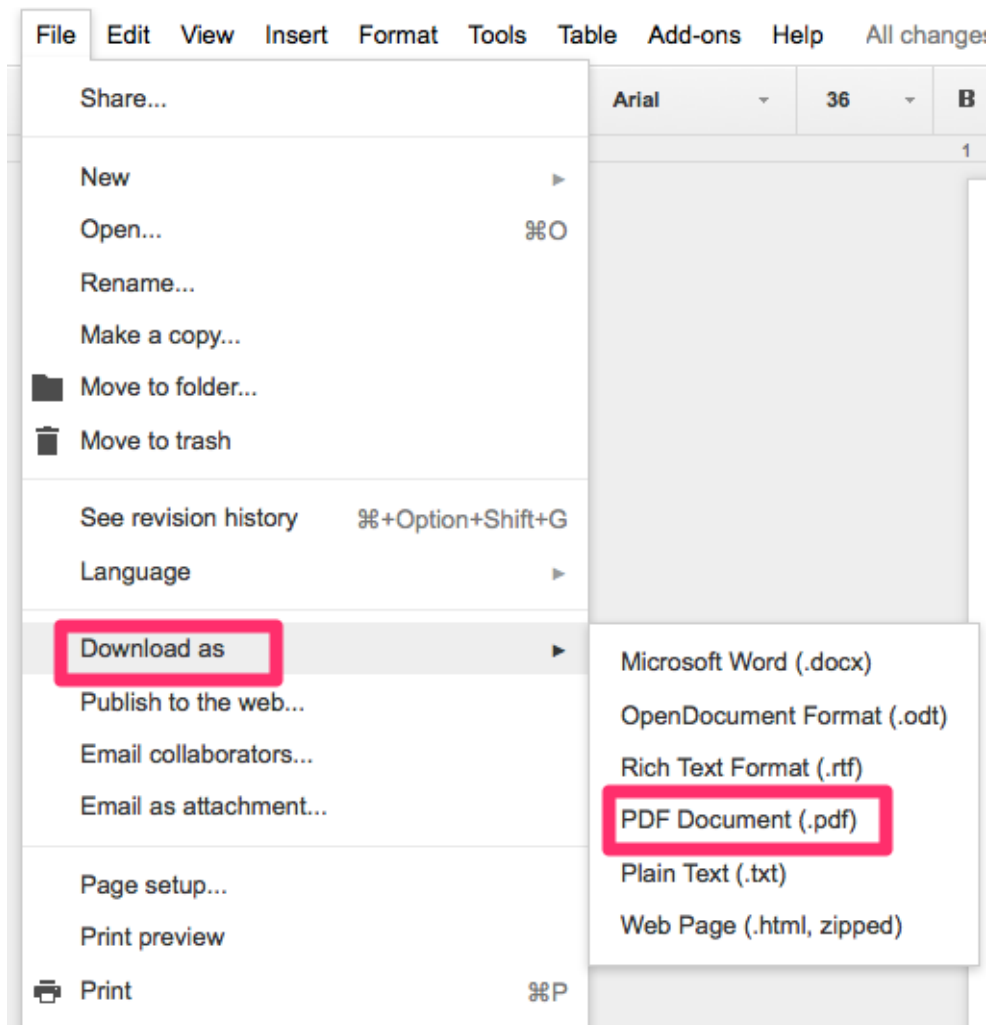 File Edit View Insert Format Tools Table Add-ons Help All changes
Arial 36 B
1
Share...
New
Open... ⌘O
Rename...
Make a copy...
Move to folder...
Move to trash
See revision history ⌘+Option+Shift+G
Language
Download as
Publish to the web...
Email collaborators...
Email as attachment...
Page setup...
Print preview
Print ⌘P
Microsoft Word (.docx)
OpenDocument Format (.odt)
Rich Text Format (.rtf)
PDF Document (.pdf)
Plain Text (.txt)
Web Page (.html, zipped)